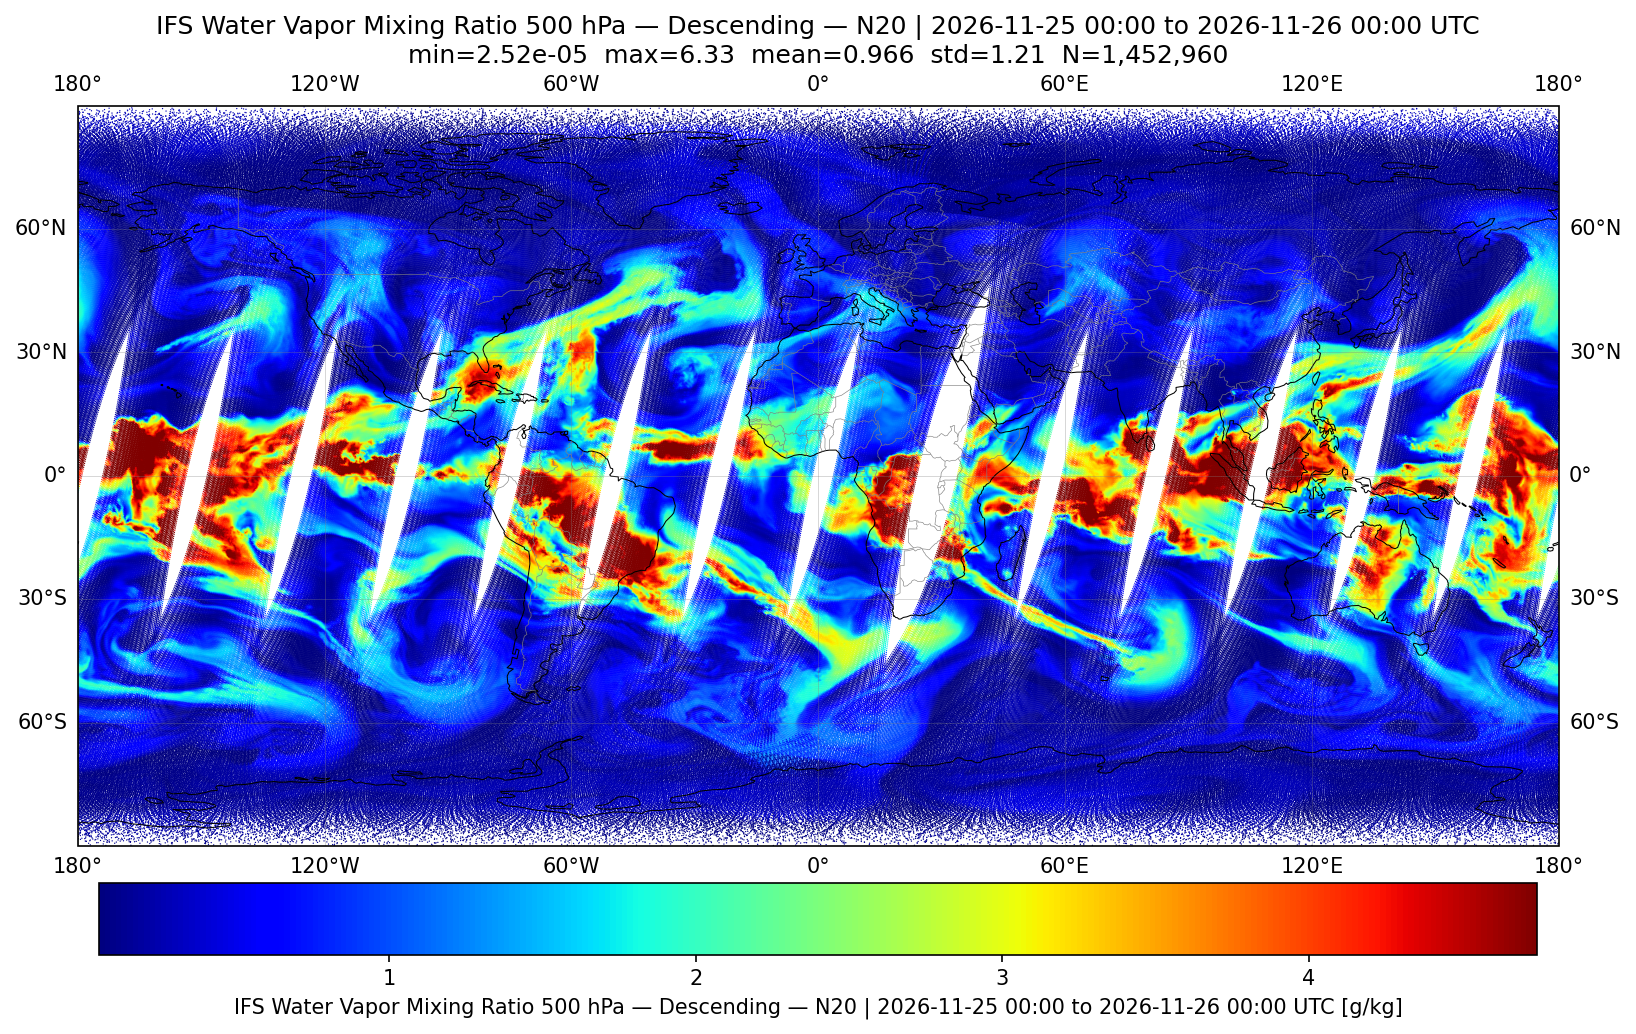 IFS Water Vapor Mixing Ratio 500 hPa — Descending — N20 | 2026-11-25 00:00 to 2026-11-26 00:00 UTC
min=2.52e-05  max=6.33  mean=0.966  std=1.21  N=1,452,960
180° 120°W 60°W 0° 60°E 120°E 180°
60°N 60°N
30°N 30°N
0° 0°
30°S 30°S
60°S 60°S
180° 120°W 60°W 0° 60°E 120°E 180°
1 2 3 4
IFS Water Vapor Mixing Ratio 500 hPa — Descending — N20 | 2026-11-25 00:00 to 2026-11-26 00:00 UTC [g/kg]